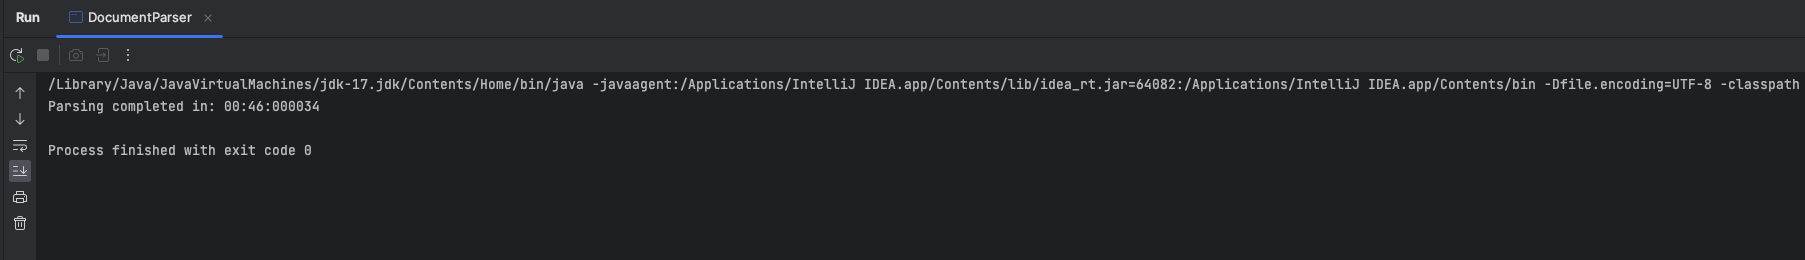 Run DocumentParser
/Library/Java/JavaVirtualMachines/jdk-17.jdk/Contents/Home/bin/java -javaagent:/Applications/IntelliJ IDEA.app/Contents/lib/idea_rt.jar=64082:/Applications/IntelliJ IDEA.app/Contents/bin -Dfile.encoding=UTF-8 -classpath
Parsing completed in: 00:46:000034
Process finished with exit code 0